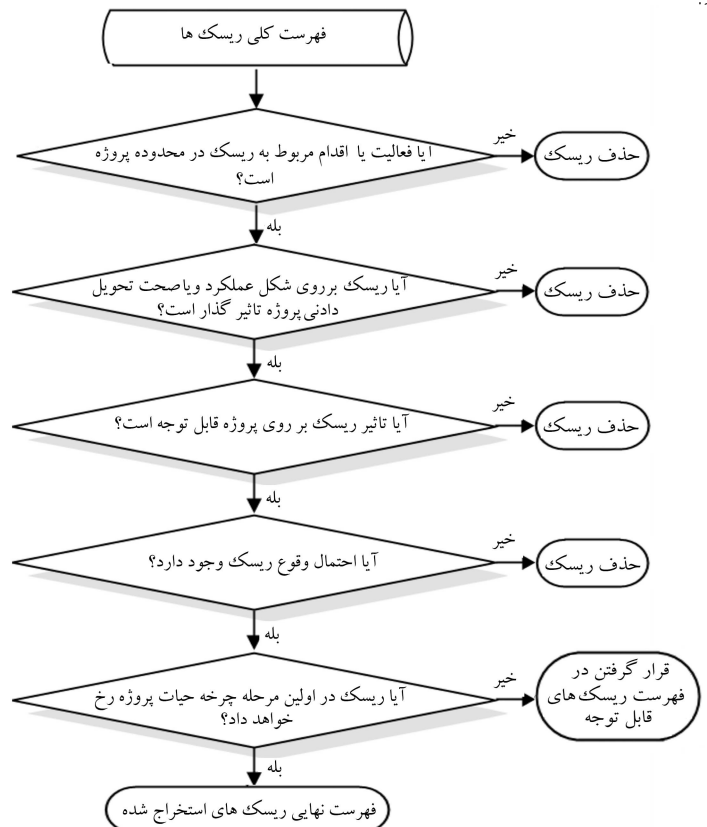 فهرست کلی ریسک ها
ایا فعالیت یا اقدام مربوط به ریسک در محدوده پروژه
است؟
خیر
حذف ریسک
بله
آیا ریسک برروی شکل عملکرد ویاصحت تحویل
دادنی پروژه تاثیر گذار است؟
خیر
حذف ریسک
بله
آیا تاثیر ریسک بر روی پروژه قابل توجه است؟
خیر
حذف ریسک
بله
آیا احتمال وقوع ریسک وجود دارد؟
خیر
حذف ریسک
بله
آیا ریسک در اولین مرحله چرخه حیات پروژه رخ
خواهد داد؟
خیر
قرار گرفتن در
فهرست ریسک های
قابل توجه
بله
فهرست نهایی ریسک های استخراج شده